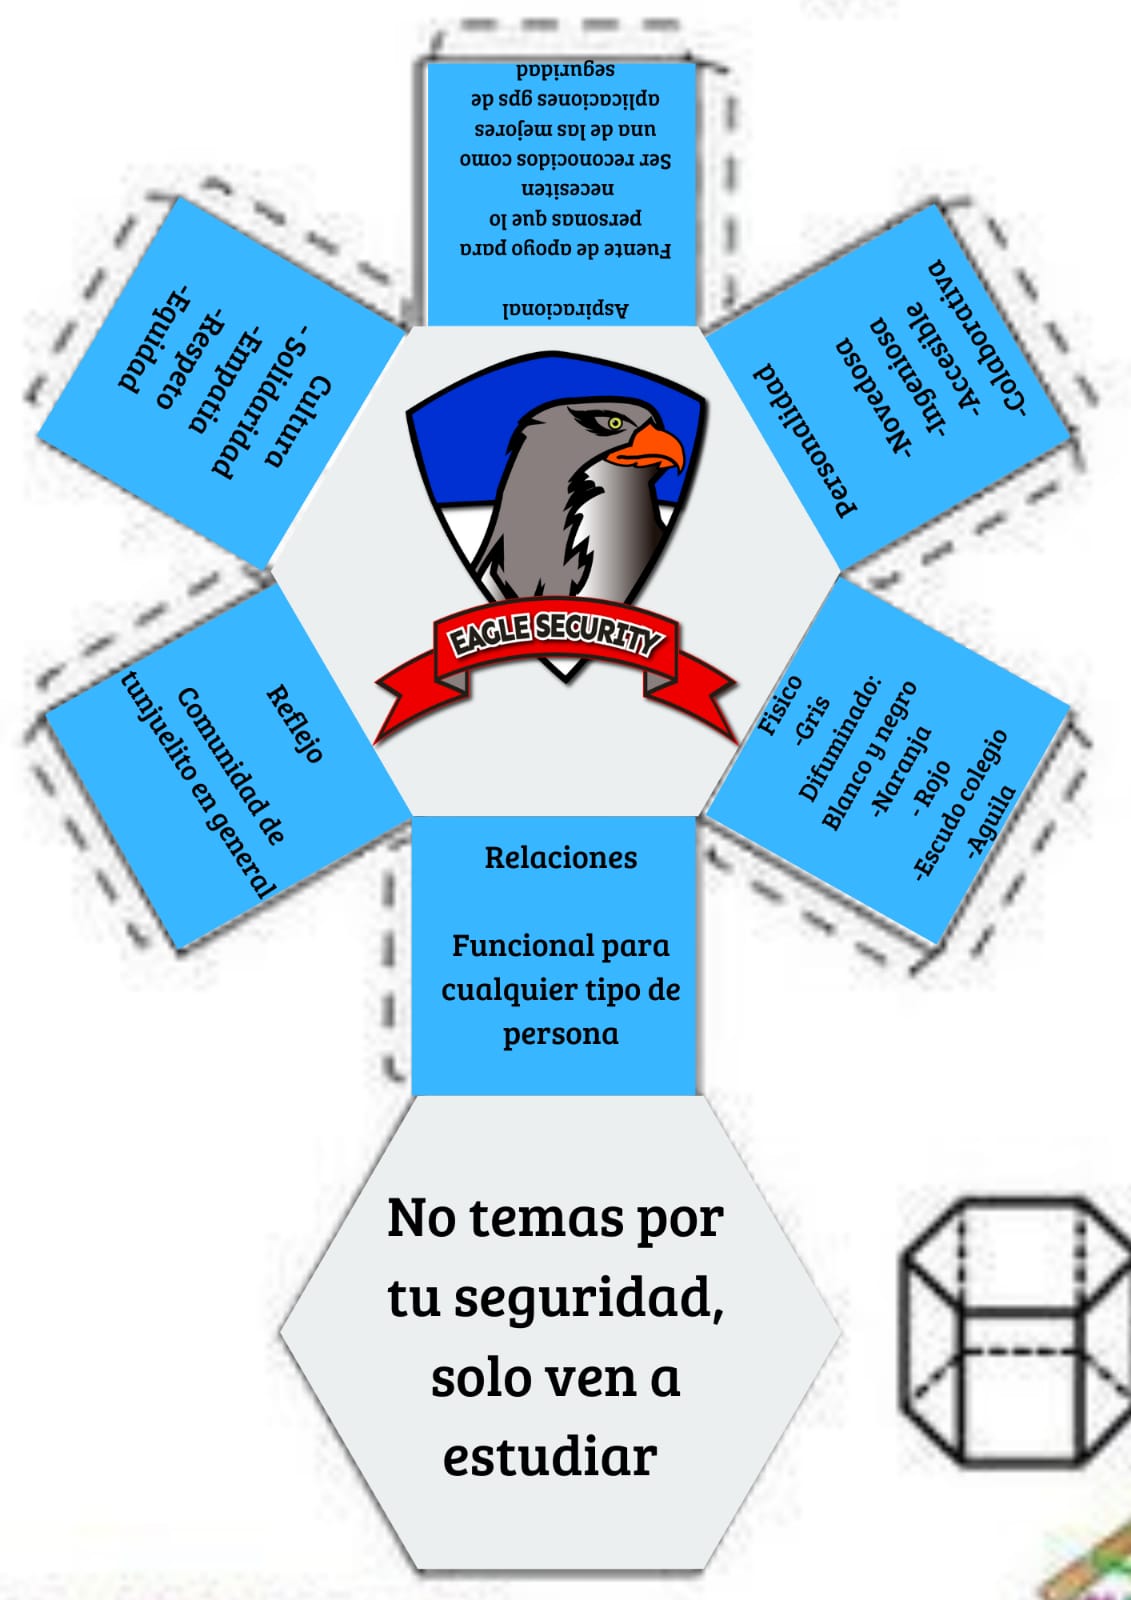 Aspiracional
Fuente de apoyo para
personas que lo
necesiten
Ser reconocidos como
una de las mejores
aplicaciones gps de
seguridad
Cultura
- Solidaridad
-Empatia
-Respeto
-Equidad
Personalidad
-Novedosa
-Ingeniosa
-Accesible
-Colaborativa
EAGLE SECURITY
Reflejo
Comunidad de
tunjuelito en general
Fisico
-Gris
Difuminado:
Blanco y negro
-Naranja
- Rojo
-Escudo colegio
-Aguila
Relaciones
Funcional para
cualquier tipo de
persona
No temas por
tu seguridad,
solo ven a
estudiar